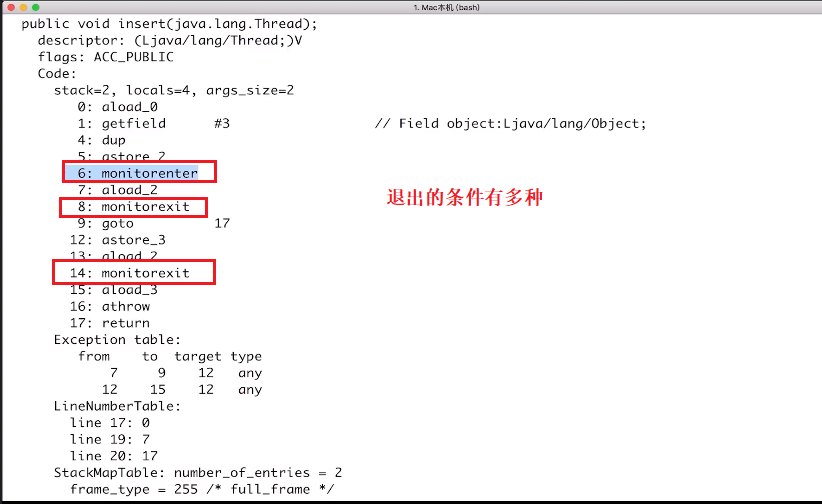 1. Mac本机 (bash)
public void insert(java.lang.Thread);
descriptor: (Ljava/lang/Thread;)V
flags: ACC_PUBLIC
Code:
stack=2, locals=4, args_size=2
0: aload_0
1: getfield #3 // Field object:Ljava/lang/Object;
4: dup
5: astore_2
6: monitorenter
7: aload_2
退出的条件有多种
8: monitorexit
9: goto 17
12: astore_3
13: aload_2
14: monitorexit
15: aload_3
16: athrow
17: return
Exception table:
from to target type
7 9 12 any
12 15 12 any
LineNumberTable:
line 17: 0
line 19: 7
line 20: 17
StackMapTable: number_of_entries = 2
frame_type = 255 /* full_frame */